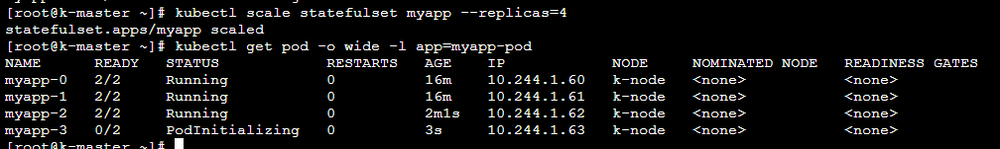 [root@k-master ~]# kubectl scale statefulset myapp --replicas=4
statefulset.apps/myapp scaled
[root@k-master ~]# kubectl get pod -o wide -l app=myapp-pod
NAME READY STATUS RESTARTS AGE IP NODE NOMINATED NODE READINESS GATES
myapp-0 2/2 Running 0 16m 10.244.1.60 k-node <none> <none>
myapp-1 2/2 Running 0 16m 10.244.1.61 k-node <none> <none>
myapp-2 2/2 Running 0 2m1s 10.244.1.62 k-node <none> <none>
myapp-3 0/2 PodInitializing 0 3s 10.244.1.63 k-node <none> <none>
[root@k-master ~]#